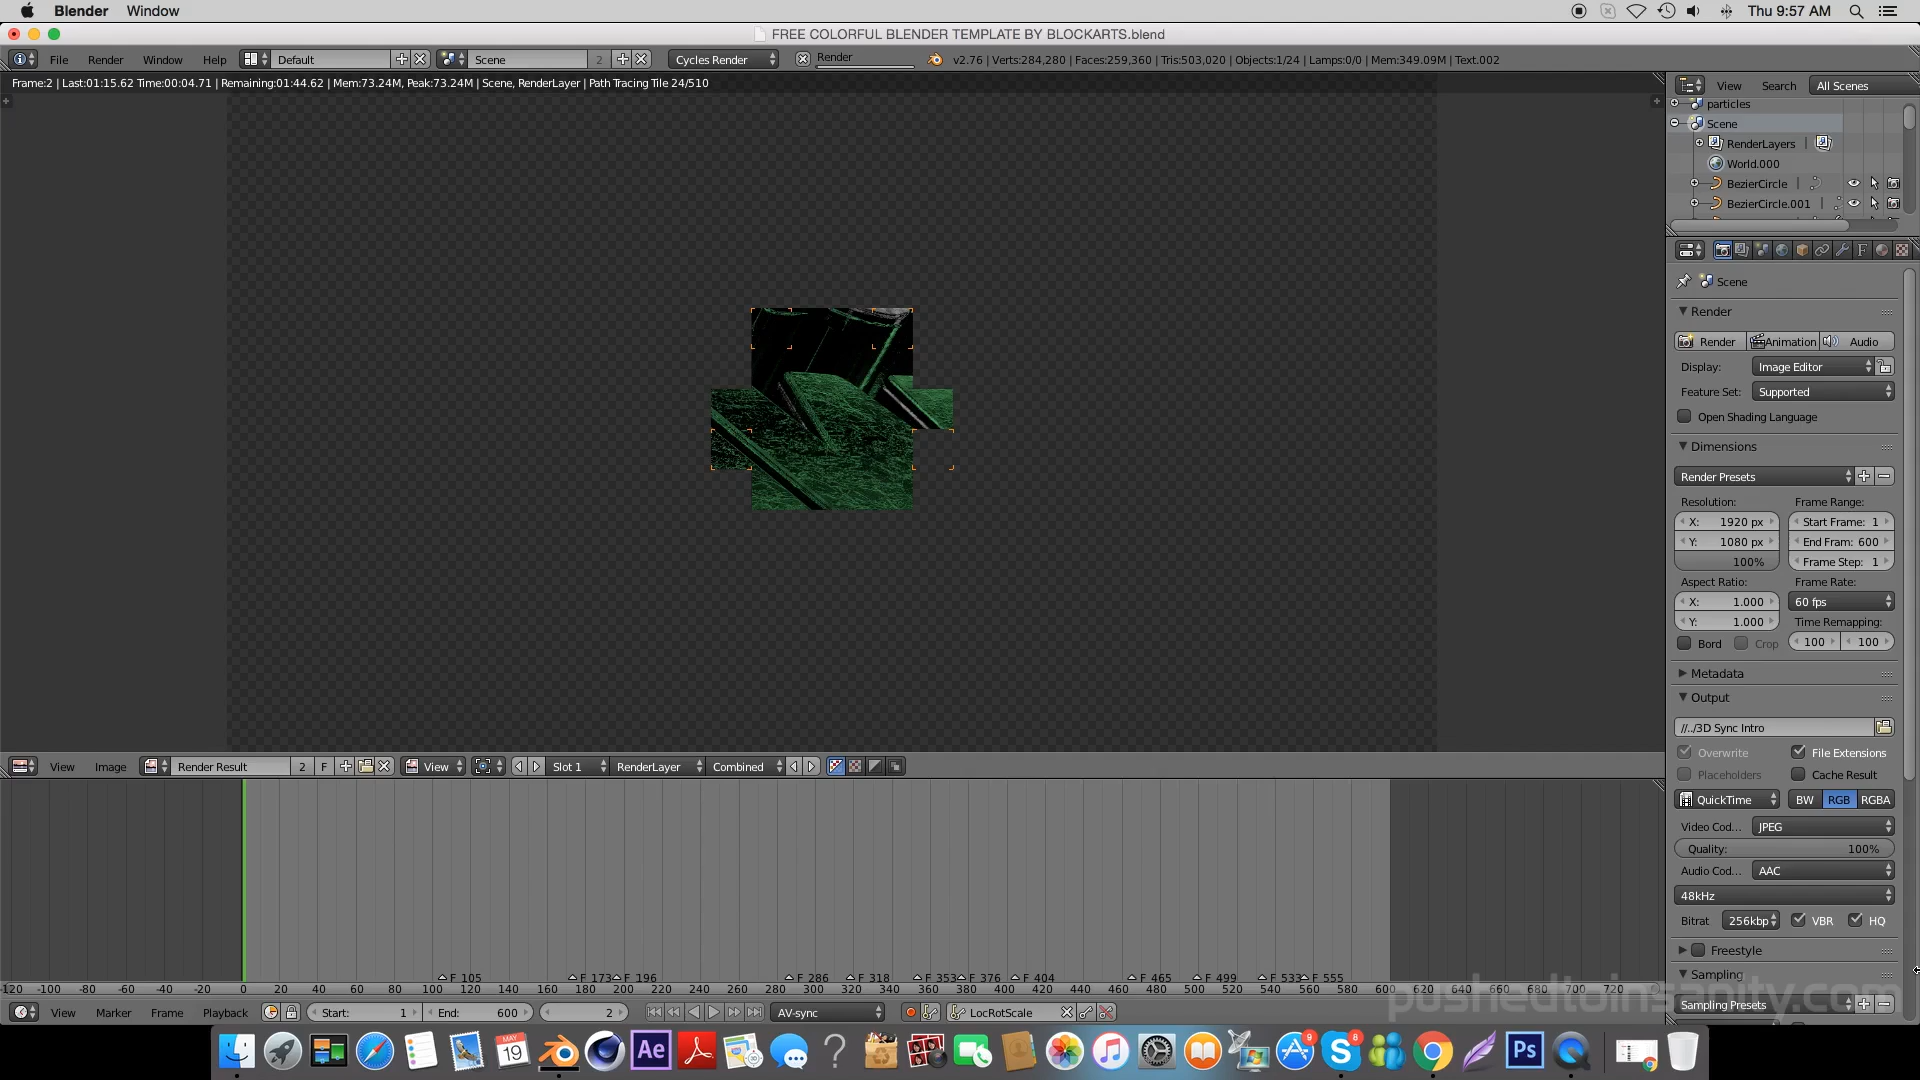 Blender Window
Thu 9:57 AM
FREE COLORFUL BLENDER TEMPLATE BY BLOCKARTS.blend
File Render Window Help Default Scene 2 Cycles Render Render v2.76 | Verts:284,280 | Faces:259,360 | Tris:503,020 | Objects:1/24 | Lamps:0/0 | Mem:349.09M | Text.002
Frame:2 | Last:01:15.62 Time:00:04.71 | Remaining:01:44.62 | Mem:73.24M, Peak:73.24M | Scene, RenderLayer | Path Tracing Tile 24/510
View Search All Scenes
particles
Scene
RenderLayers
World.000
BezierCircle
BezierCircle.001
Scene
Render
Render Animation Audio
Display: Image Editor
Feature Set: Supported
Open Shading Language
Dimensions
Render Presets
Resolution: Frame Range:
X: 1920 px Start Frame: 1
Y: 1080 px End Fram: 600
100% Frame Step: 1
Aspect Ratio: Frame Rate:
X: 1.000 60 fps
Y: 1.000 Time Remapping:
Bord Crop 100 100
Metadata
Output
//../3D Sync Intro
Overwrite File Extensions
Placeholders Cache Result
QuickTime BW RGB RGBA
Video Cod... JPEG
Quality: 100%
Audio Cod... AAC
48kHz
Bitrat 256kbp VBR HQ
Freestyle
Sampling
Sampling Presets
View Image Render Result 2 F View Slot 1 RenderLayer Combined
F 105 F 173 F 196 F 286 F 318 F 353 F 376 F 404 F 465 F 499 F 533 F 555
-120 -100 -80 -60 -40 -20 0 20 40 60 80 100 120 140 160 180 200 220 240 260 280 300 320 340 360 380 400 420 440 460 480 500 520 540 560 580 600 620 640 660 680 700 720
View Marker Frame Playback Start: 1 End: 600 2 AV-sync LocRotScale
pushedtoinsanity.com
MAY 19 Ae 9 S 8 Ps